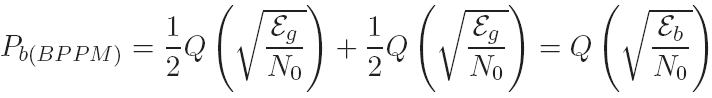 P_{b(BPPM)} = \frac{1}{2} Q\left(\sqrt{\frac{\mathcal{E}_g}{N_0}}\right) + \frac{1}{2} Q\left(\sqrt{\frac{\mathcal{E}_g}{N_0}}\right) = Q\left(\sqrt{\frac{\mathcal{E}_b}{N_0}}\right)